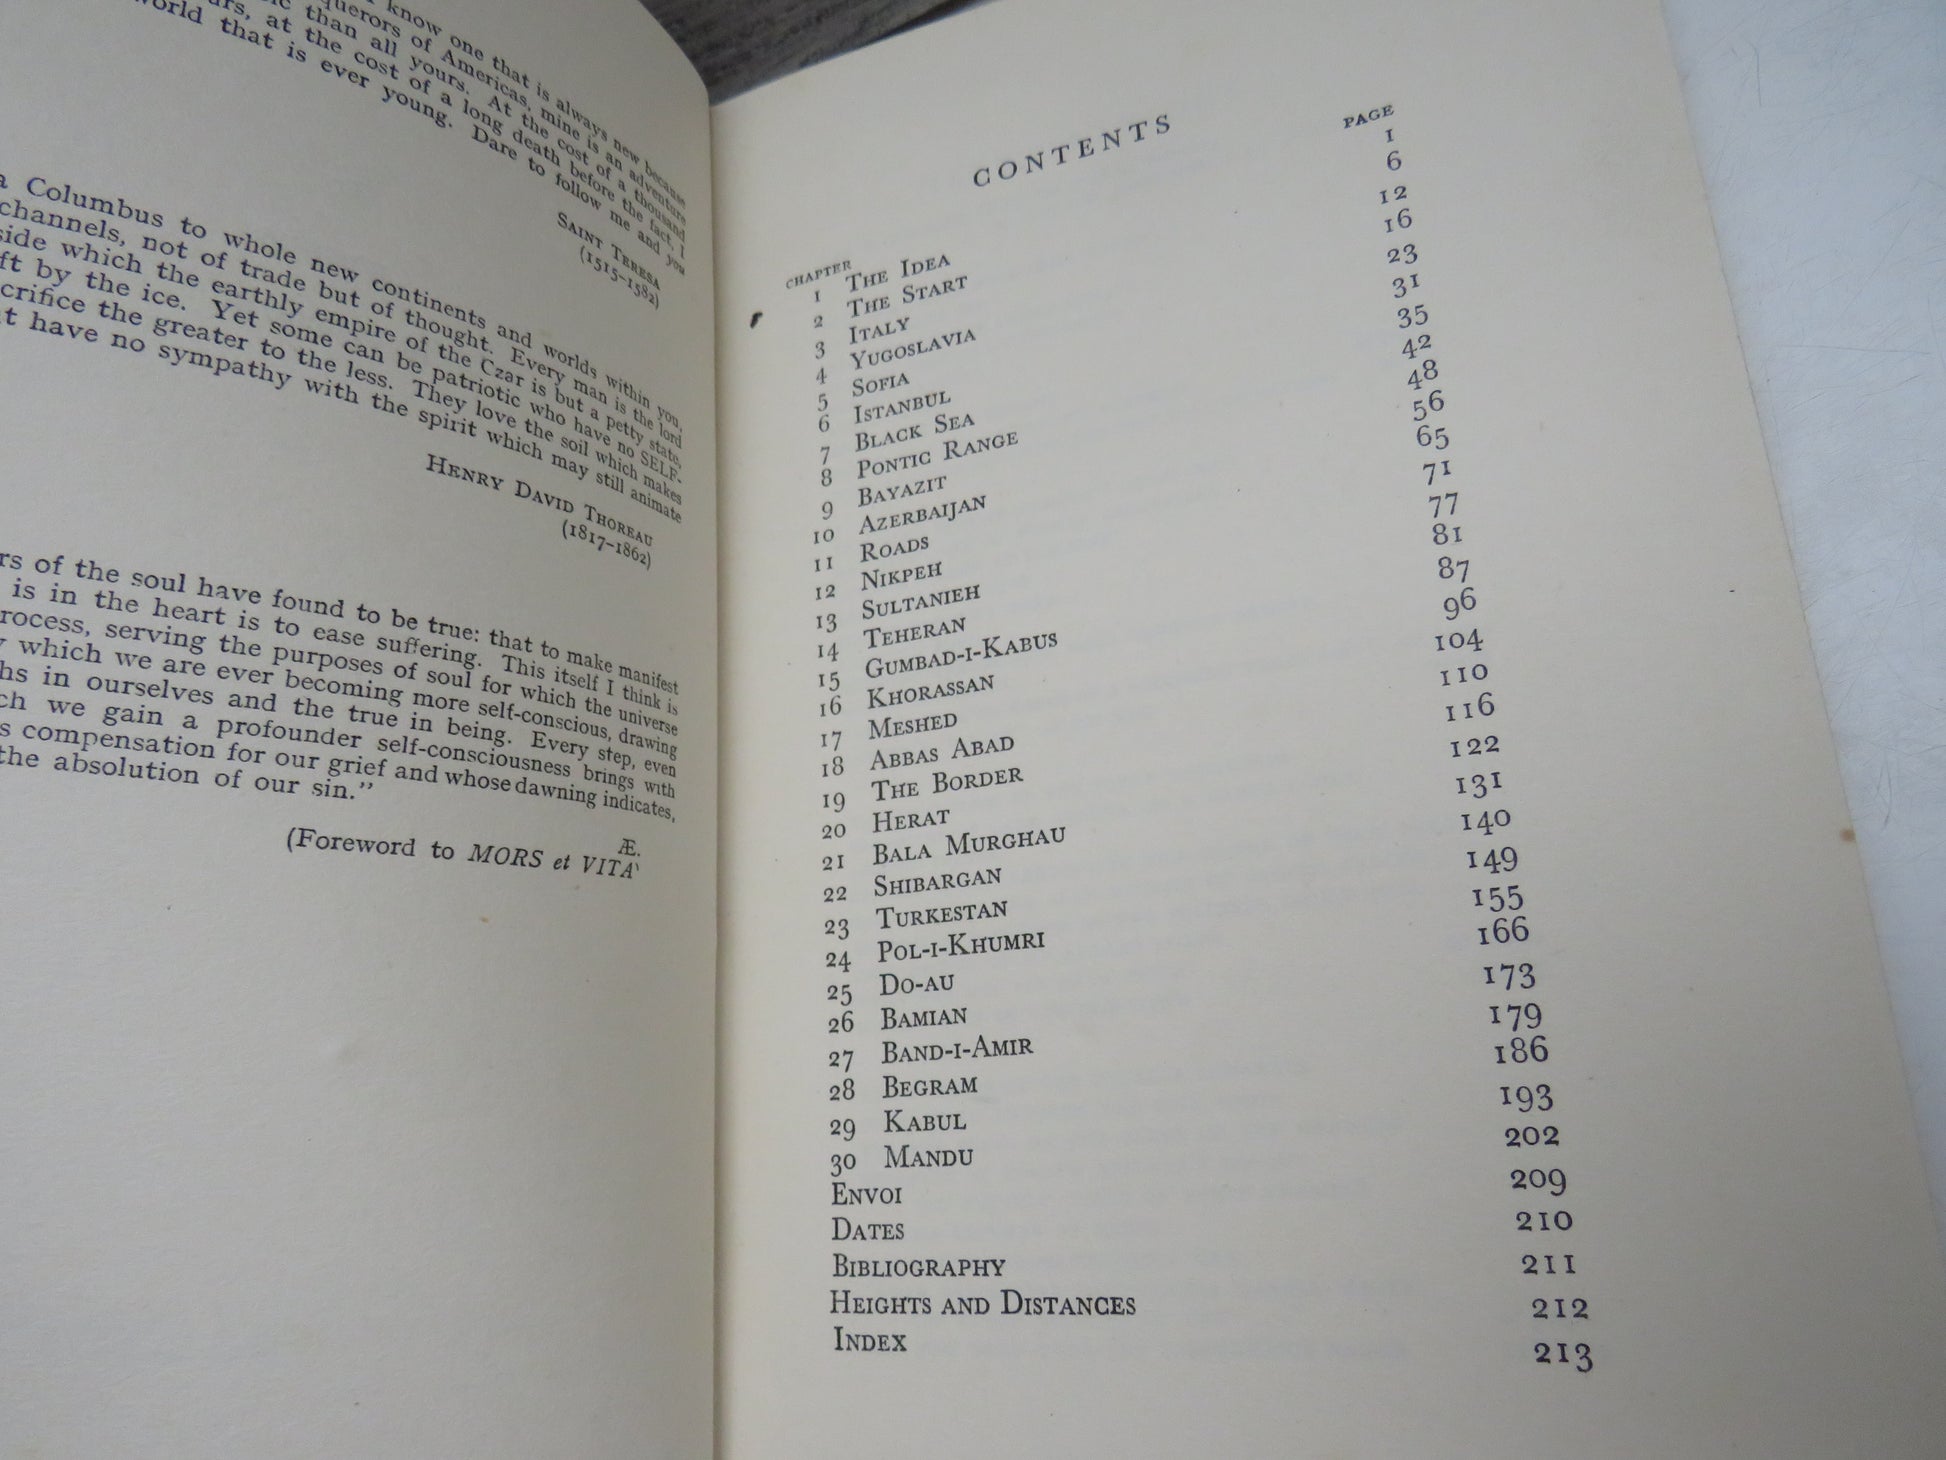 know one that is always new because
querors of Americas, mine is an adventure
than all yours. At the cost of a thousand
at the cost of a long death before the fact, I
world that is ever young. Dare to follow me and you
SAINT TERESA
(1515-1582)
a Columbus to whole new continents and worlds within you,
channels, not of trade but of thought. Every man is the lord
side which the earthly empire of the Czar is but a petty state,
ft by the ice. Yet some can be patriotic who have no SELF-
crifice the greater to the less. They love the soil which makes
t have no sympathy with the spirit which may still animate
HENRY DAVID THOREAU
(1817-1862)
rs of the soul have found to be true: that to make manifest
is in the heart is to ease suffering. This itself I think is
rocess, serving the purposes of soul for which the universe
y which we are ever becoming more self-conscious, drawing
hs in ourselves and the true in being. Every step, even
ch we gain a profounder self-consciousness brings with
s compensation for our grief and whose dawning indicates,
the absolution of our sin."
Æ.
(Foreword to MORS et VITA
CONTENTS
CHAPTER PAGE
1 THE IDEA 1
2 THE START 6
3 ITALY 12
4 YUGOSLAVIA 16
5 SOFIA 23
6 ISTANBUL 31
7 BLACK SEA 35
8 PONTIC RANGE 42
9 BAYAZIT 48
10 AZERBAIJAN 56
11 ROADS 65
12 NIKPEH 71
13 SULTANIEH 77
14 TEHERAN 81
15 GUMBAD-I-KABUS 87
16 KHORASSAN 96
17 MESHED 104
18 ABBAS ABAD 110
19 THE BORDER 116
20 HERAT 122
21 BALA MURGHAU 131
22 SHIBARGAN 140
23 TURKESTAN 149
24 POL-I-KHUMRI 155
25 DO-AU 166
26 BAMIAN 173
27 BAND-I-AMIR 179
28 BEGRAM 186
29 KABUL 193
30 MANDU 202
ENVOI 209
DATES 210
BIBLIOGRAPHY 211
HEIGHTS AND DISTANCES 212
INDEX 213